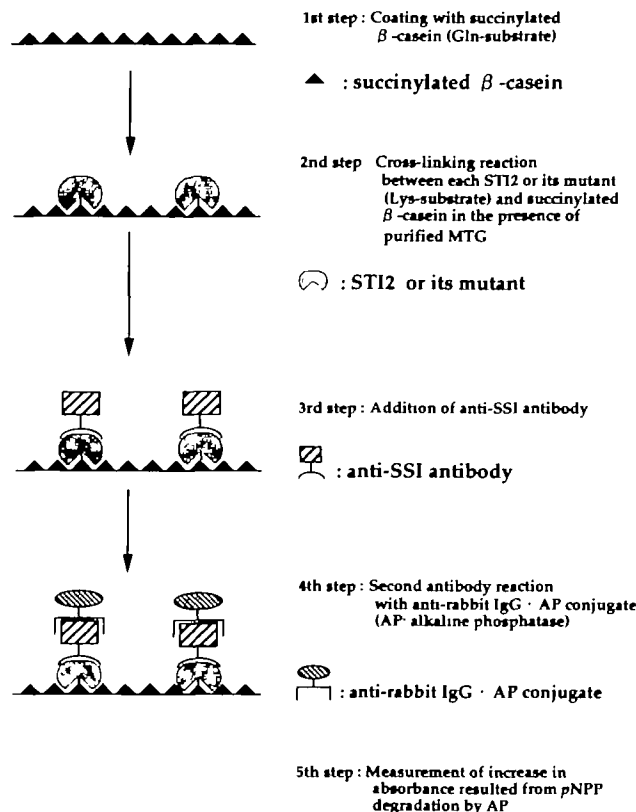 1st step : Coating with succinylated
β -casein (Gln-substrate)
▲ : succinylated β -casein
2nd step Cross-linking reaction
between each STI2 or its mutant
(Lys-substrate) and succinylated
β -casein in the presence of
purified MTG
: STI2 or its mutant
3rd step : Addition of anti-SSI antibody
: anti-SSI antibody
4th step : Second antibody reaction
with anti-rabbit IgG · AP conjugate
(AP· alkaline phosphatase)
: anti-rabbit IgG · AP conjugate
5th step : Measurement of increase in
absorbance resulted from pNPP
degradation by AP